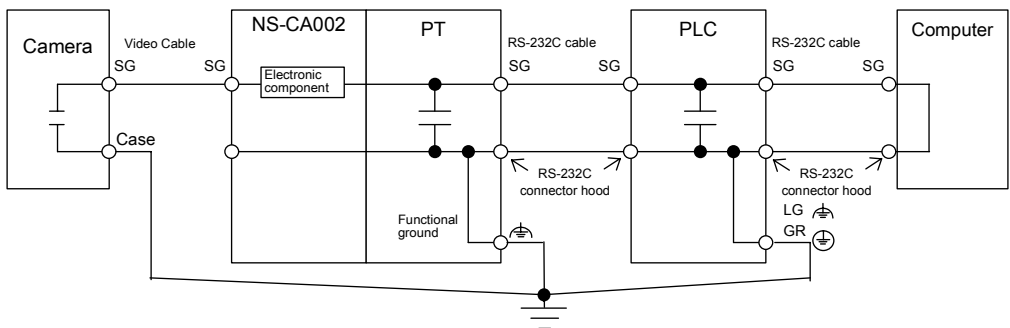 Camera
Video Cable
NS-CA002
PT
RS-232C cable
PLC
RS-232C cable
Computer
SG
SG
SG
SG
SG
SG
Electronic
component
Case
RS-232C
connector hood
RS-232C
connector hood
Functional
ground
LG
GR